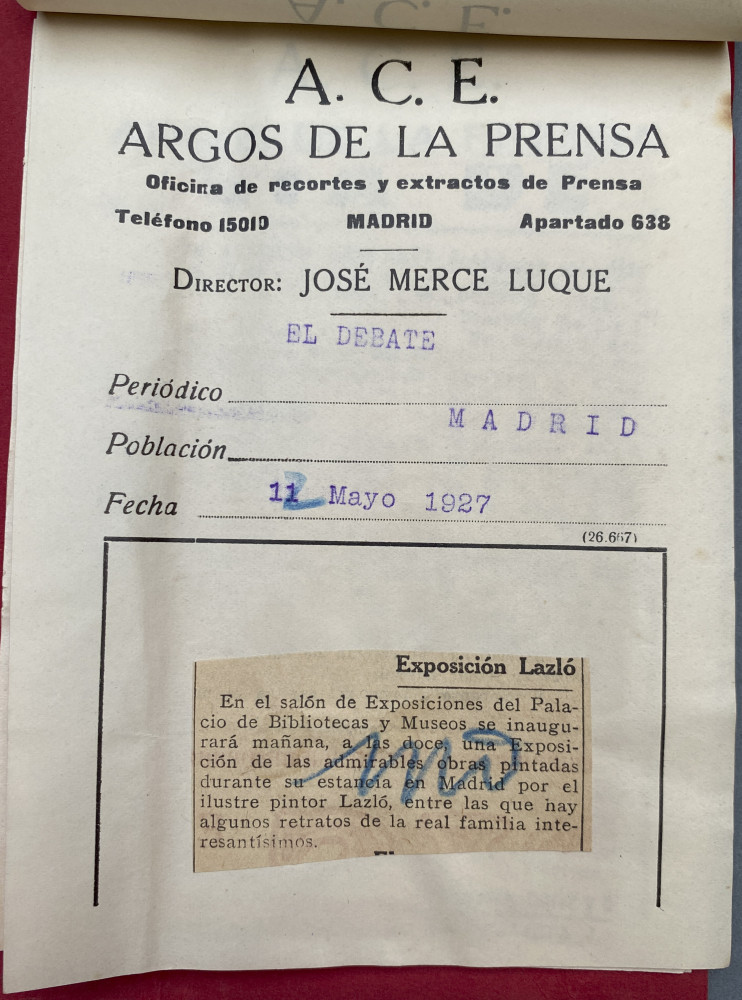 A. C. E.
ARGOS DE LA PRENSA
Oficina de recortes y extractos de Prensa
Teléfono 15010 MADRID Apartado 638
DIRECTOR: JOSÉ MERCE LUQUE
EL DEBATE
Periódico
MADRID
Población
Fecha 12 Mayo 1927
(26.667)
Exposición Lazló
En el salón de Exposiciones del Pala-
cio de Bibliotecas y Museos se inaugu-
rará mañana, a las doce, una Exposi-
ción de las admirables obras pintadas
durante su estancia en Madrid por el
ilustre pintor Lazló, entre las que hay
algunos retratos de la real familia inte-
resantísimos.